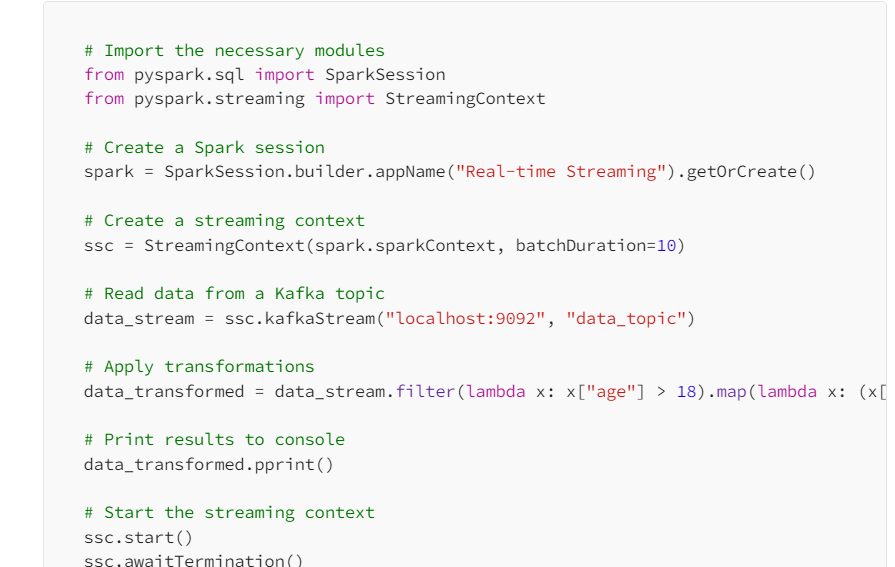 # Import the necessary modules
from pyspark.sql import SparkSession
from pyspark.streaming import StreamingContext
# Create a Spark session
spark = SparkSession.builder.appName("Real-time Streaming").getOrCreate()
# Create a streaming context
ssc = StreamingContext(spark.sparkContext, batchDuration=10)
# Read data from a Kafka topic
data_stream = ssc.kafkaStream("localhost:9092", "data_topic")
# Apply transformations
data_transformed = data_stream.filter(lambda x: x["age"] > 18).map(lambda x: (x[
# Print results to console
data_transformed.pprint()
# Start the streaming context
ssc.start()
ssc.awaitTermination()